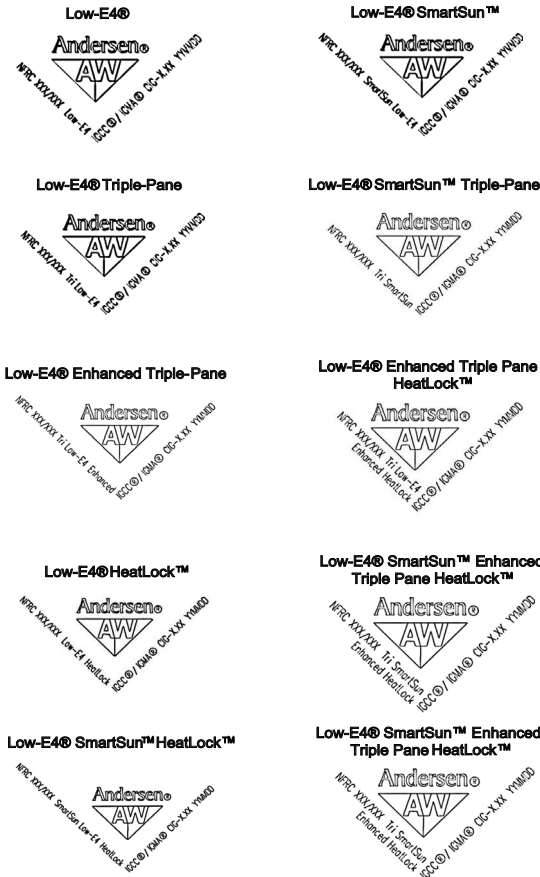 Low-E4®
Andersen®
AW
NFRC XXX/XXX Low-E4
IGCC®/ IGMA® CIG-X.XX YYMMDD
Low-E4® SmartSun™
Andersen®
AW
NFRC XXX/XXX SmartSun Low-E4
IGCC®/ IGMA® CIG-X.XX YYMMDD
Low-E4® Triple-Pane
Andersen®
AW
NFRC XXX/XXX Tri Low-E4
IGCC®/ IGMA® CIG-X.XX YYMMDD
Low-E4® SmartSun™ Triple-Pane
Andersen®
AW
NFRC XXX/XXX Tri SmartSun
IGCC®/ IGMA® CIG-X.XX YYMMDD
Low-E4® Enhanced Triple-Pane
Andersen®
AW
NFRC XXX/XXX Tri Low-E4 Enhanced
IGCC®/ IGMA® CIG-X.XX YYMMDD
Low-E4® Enhanced Triple Pane
HeatLock™
Andersen®
AW
NFRC XXX/XXX Tri Low-E4
Enhanced HeatLock
IGCC®/ IGMA® CIG-X.XX YYMMDD
Low-E4® HeatLock™
Andersen®
AW
NFRC XXX/XXX Low-E4 HeatLock
IGCC®/ IGMA® CIG-X.XX YYMMDD
Low-E4® SmartSun™ Enhanced
Triple Pane HeatLock™
Andersen®
AW
NFRC XXX/XXX Tri SmartSun
Enhanced HeatLock
IGCC®/ IGMA® CIG-X.XX YYMMDD
Low-E4® SmartSun™ HeatLock™
Andersen®
AW
NFRC XXX/XXX SmartSun Low-E4 HeatLock
IGCC®/ IGMA® CIG-X.XX YYMMDD
Low-E4® SmartSun™ Enhanced
Triple Pane HeatLock™
Andersen®
AW
NFRC XXX/XXX Tri SmartSun
Enhanced HeatLock
IGCC®/ IGMA® CIG-X.XX YYMMDD